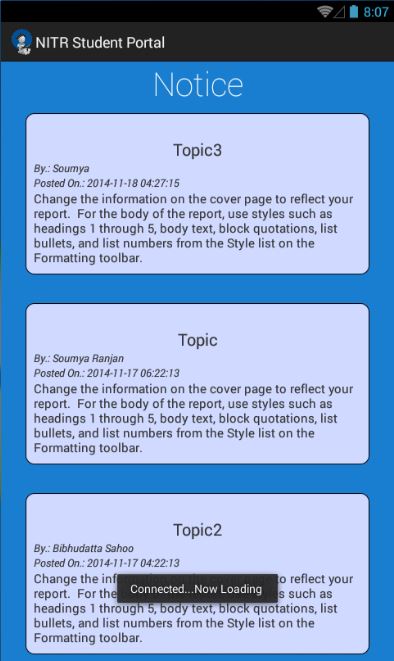 8:07
NITR Student Portal
Notice
Topic3
By.: Soumya
Posted On.: 2014-11-18 04:27:15
Change the information on the cover page to reflect your
report.  For the body of the report, use styles such as
headings 1 through 5, body text, block quotations, list
bullets, and list numbers from the Style list on the
Formatting toolbar.
Topic
By.: Soumya Ranjan
Posted On.: 2014-11-17 06:22:13
Change the information on the cover page to reflect your
report.  For the body of the report, use styles such as
headings 1 through 5, body text, block quotations, list
bullets, and list numbers from the Style list on the
Formatting toolbar.
Topic2
By.: Bibhudatta Sahoo
Posted On.: 2014-11-17 04:22:13
Change the information on the cover page to reflect your
report.  For
Connected...Now Loading
such as
headings 1 through 5, body text, block quotations, list
bullets, and list numbers from the Style list on the
Formatting toolbar.